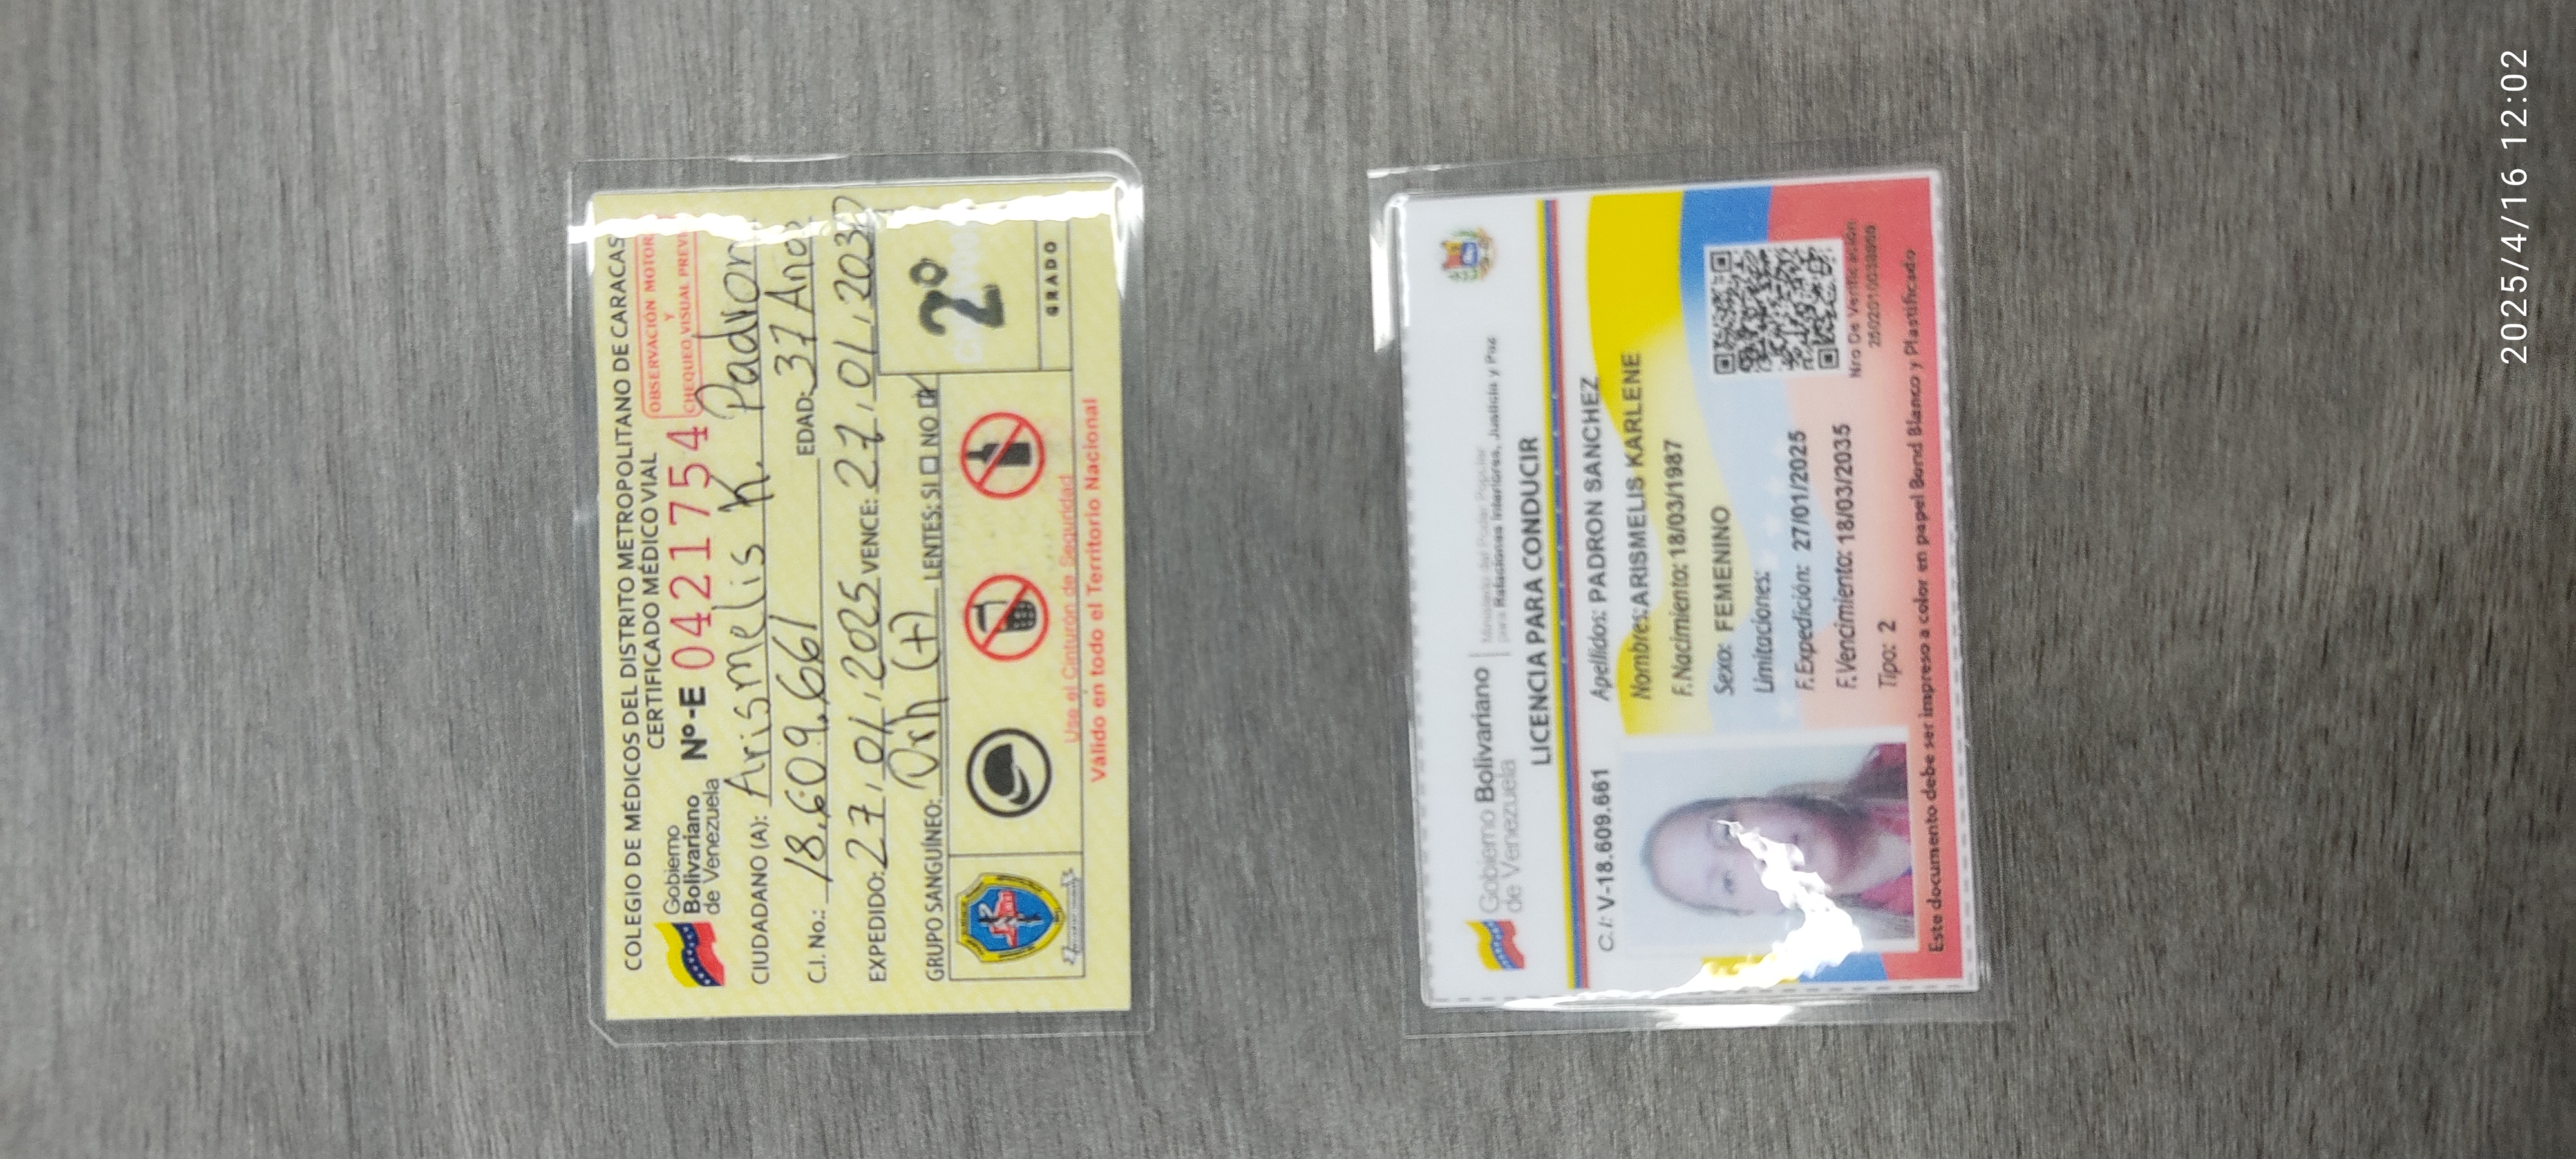 COLEGIO DE MÉDICOS DEL DISTRITO METROPOLITANO DE CARACAS
CERTIFICADO MÉDICO VIAL
Gobierno
Bolivariano
de Venezuela
Nº-E 0421754
OBSERVACIÓN MOTORA
Y
CHEQUEO VISUAL PREVIO
CIUDADANO (A): Arismelis K. Padron
C.I. No.: 18.609.661 EDAD: 37 Años
EXPEDIDO: 27,01,2025 VENCE: 27,01,2030
GRUPO SANGUÍNEO: Orh (+) LENTES: SI NO
2º
GRADO
Use el Cinturón de Seguridad
Válido en todo el Territorio Nacional
Gobierno Bolivariano
de Venezuela
Ministerio del Poder Popular
para Relaciones Interiores, Justicia y Paz
LICENCIA PARA CONDUCIR
C.I: V-18.609.661
Apellidos: PADRON SANCHEZ
Nombres: ARISMELIS KARLENE
F.Nacimiento: 18/03/1987
Sexo: FEMENINO
Limitaciones:
F.Expedición: 27/01/2025
F.Vencimiento: 18/03/2035
Tipo: 2
Nro De Verificación
Este documento debe ser impreso a color en papel Bond Blanco y Plastificado
2025/4/16 12:02